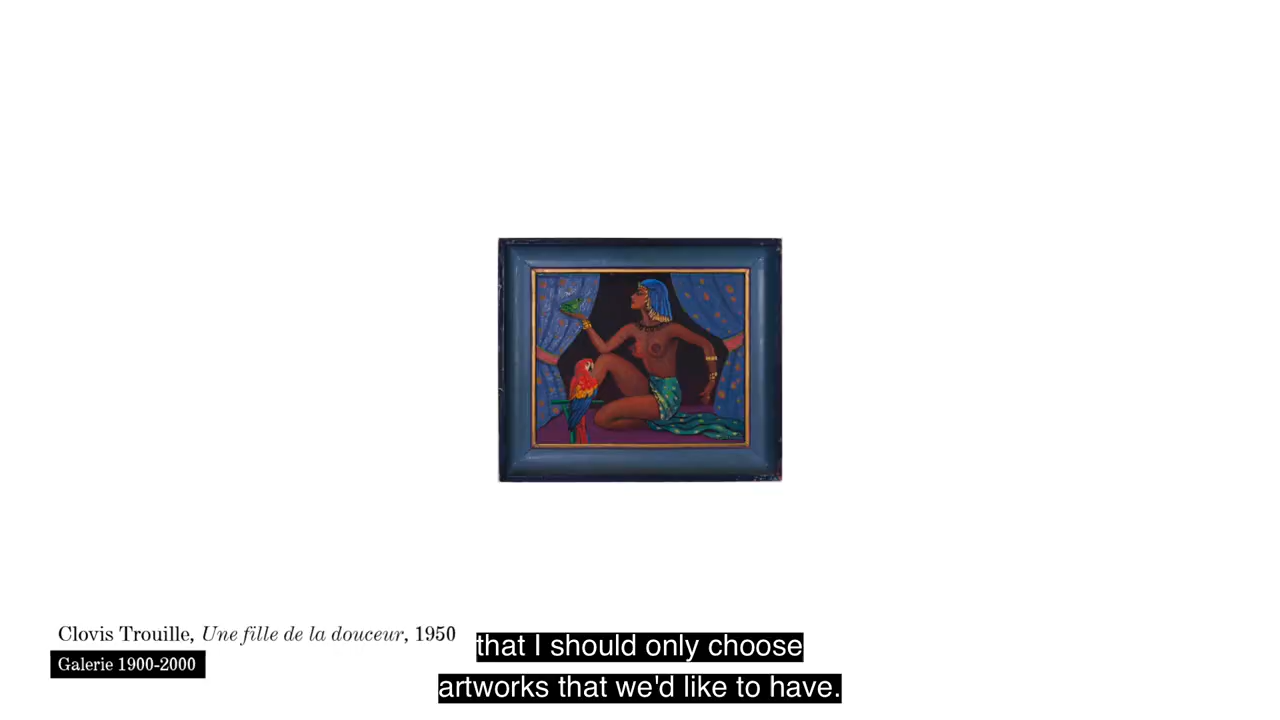 Clovis Trouille, Une fille de la douceur, 1950
Galerie 1900-2000
that I should only choose
artworks that we'd like to have.